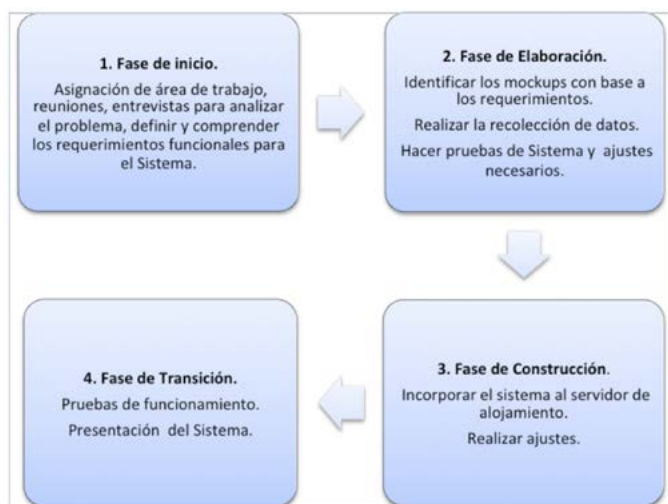 1. Fase de inicio.
Asignación de área de trabajo,
reuniones, entrevistas para analizar
el problema, definir y comprender
los requerimientos funcionales para
el Sistema.
2. Fase de Elaboración.
Identificar los mockups con base a
los requerimientos.
Realizar la recolección de datos.
Hacer pruebas de Sistema y ajustes
necesarios.
3. Fase de Construcción.
Incorporar el sistema al servidor de
alojamiento.
Realizar ajustes.
4. Fase de Transición.
Pruebas de funcionamiento.
Presentación del Sistema.